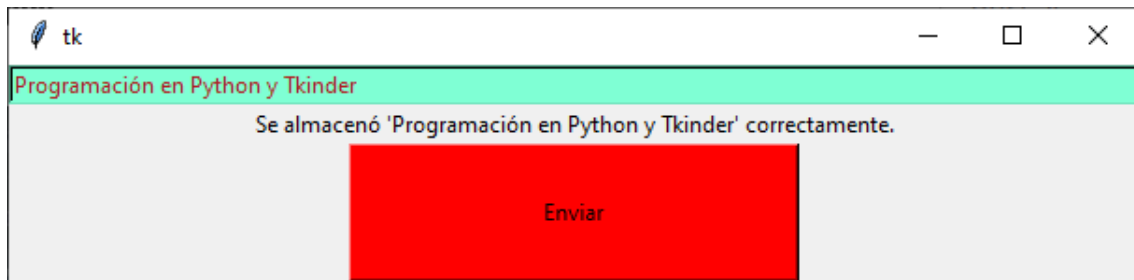 tk
Programación en Python y Tkinder
Se almacenó 'Programación en Python y Tkinder' correctamente.
Enviar